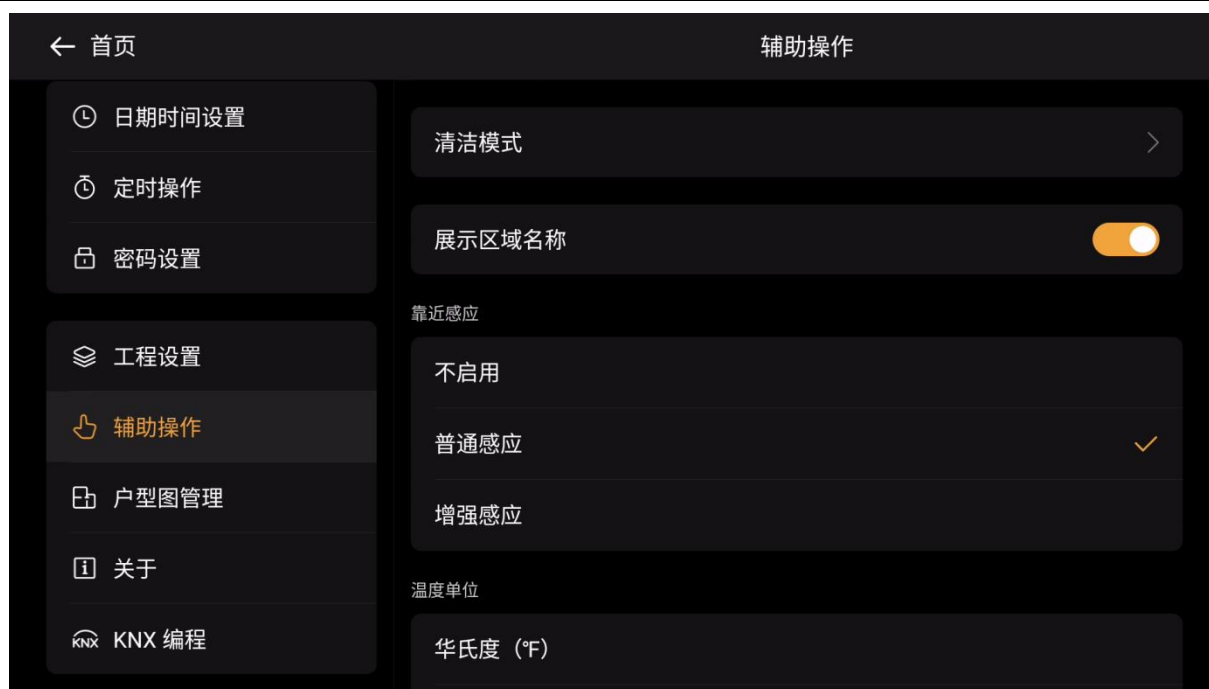 首页
辅助操作
日期时间设置
定时操作
密码设置
工程设置
辅助操作
户型图管理
关于
KNX KNX 编程
清洁模式
展示区域名称
靠近感应
不启用
普通感应
增强感应
温度单位
华氏度（℉）